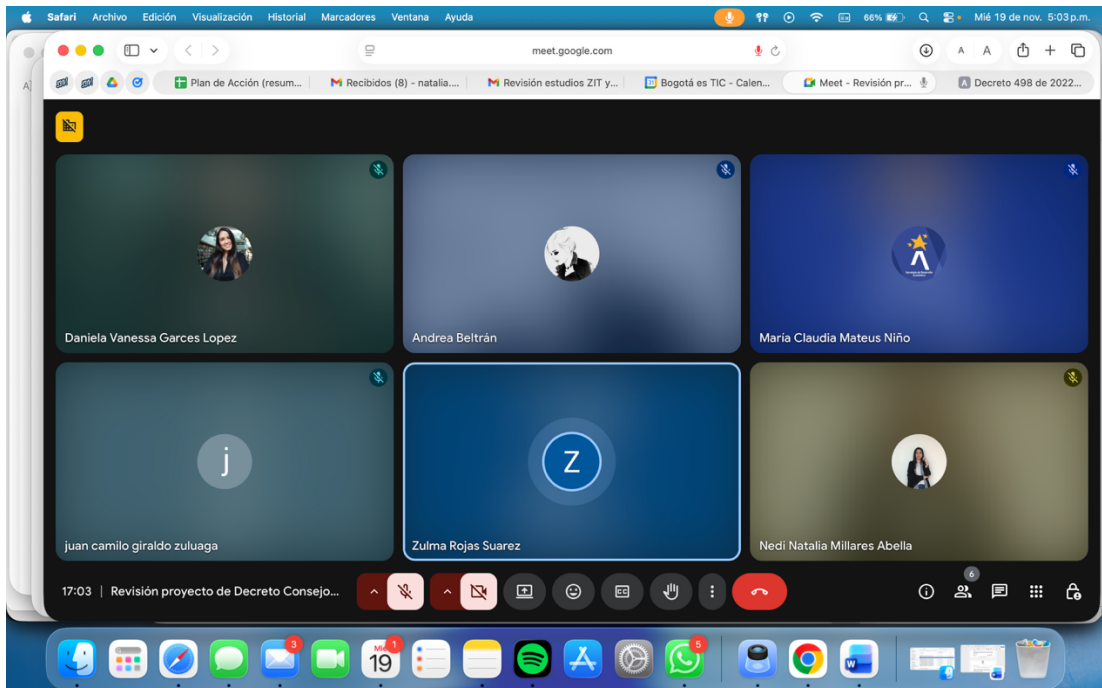 Safari Archivo Edición Visualización Historial Marcadores Ventana Ayuda 66% Mié 19 de nov. 5:03 p.m.
meet.google.com A A
Plan de Acción (resum... Recibidos (8) - natalia.... Revisión estudios ZIT y... Bogotá es TIC - Calen... Meet - Revisión pr... Decreto 498 de 2022...
Daniela Vanessa Garces Lopez
Andrea Beltrán
María Claudia Mateus Niño
j
juan camilo giraldo zuluaga
Z
Zulma Rojas Suarez
Nedi Natalia Millares Abella
17:03 | Revisión proyecto de Decreto Consejo... 6
3 1 19 5